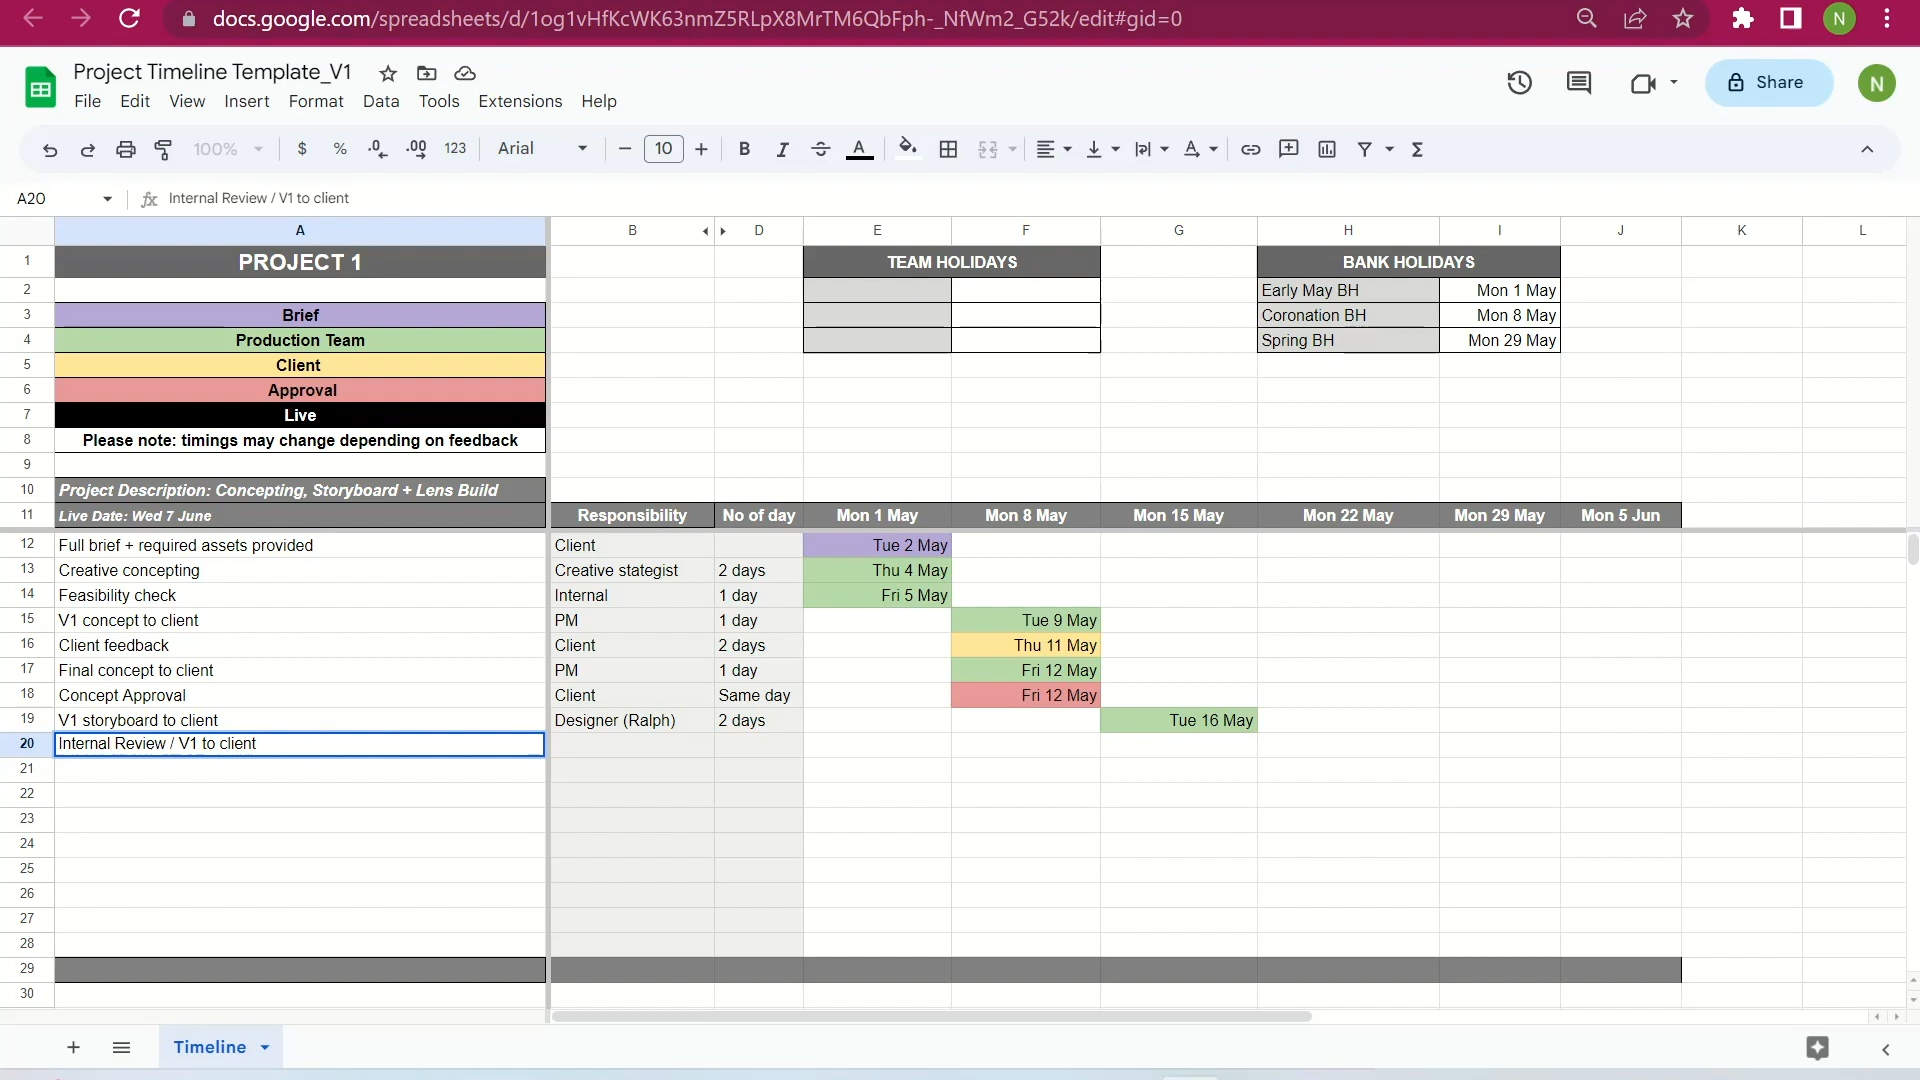 docs.google.com/spreadsheets/d/1og1vHfKcWK63nmZ5RLpX8MrTM6QbFph-_NfWm2_G52k/edit#gid=0
N
Project Timeline Template_V1
File Edit View Insert Format Data Tools Extensions Help
Share
N
100% $ % .0 .00 123 Arial 10 B I S A
A20 fx Internal Review / V1 to client
A B D E F G H I J K L
1 PROJECT 1 TEAM HOLIDAYS BANK HOLIDAYS
2 Early May BH Mon 1 May
3 Brief Coronation BH Mon 8 May
4 Production Team Spring BH Mon 29 May
5 Client
6 Approval
7 Live
8 Please note: timings may change depending on feedback
9
10 Project Description: Concepting, Storyboard + Lens Build
11 Live Date: Wed 7 June Responsibility No of day Mon 1 May Mon 8 May Mon 15 May Mon 22 May Mon 29 May Mon 5 Jun
12 Full brief + required assets provided Client Tue 2 May
13 Creative concepting Creative stategist 2 days Thu 4 May
14 Feasibility check Internal 1 day Fri 5 May
15 V1 concept to client PM 1 day Tue 9 May
16 Client feedback Client 2 days Thu 11 May
17 Final concept to client PM 1 day Fri 12 May
18 Concept Approval Client Same day Fri 12 May
19 V1 storyboard to client Designer (Ralph) 2 days Tue 16 May
20 Internal Review / V1 to client
21
22
23
24
25
26
27
28
29
30
Timeline